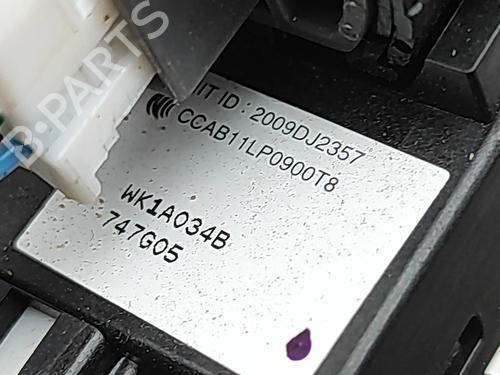 B-PARTS
IT ID : 2009DJ2357
CCAB11LP0900T8
WK1A034B
747G05